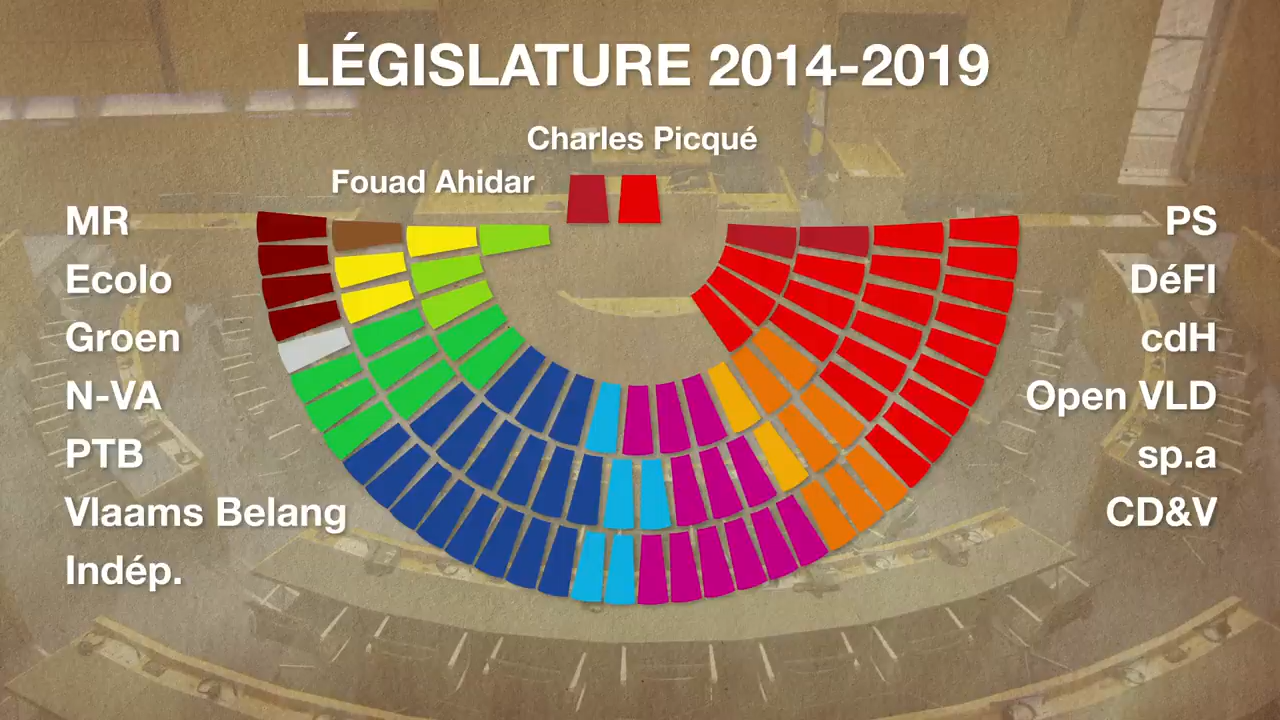 LÉGISLATURE 2014-2019
Charles Picqué
Fouad Ahidar
MR
Ecolo
Groen
N-VA
PTB
Vlaams Belang
Indép.
PS
DéFI
cdH
Open VLD
sp.a
CD&V